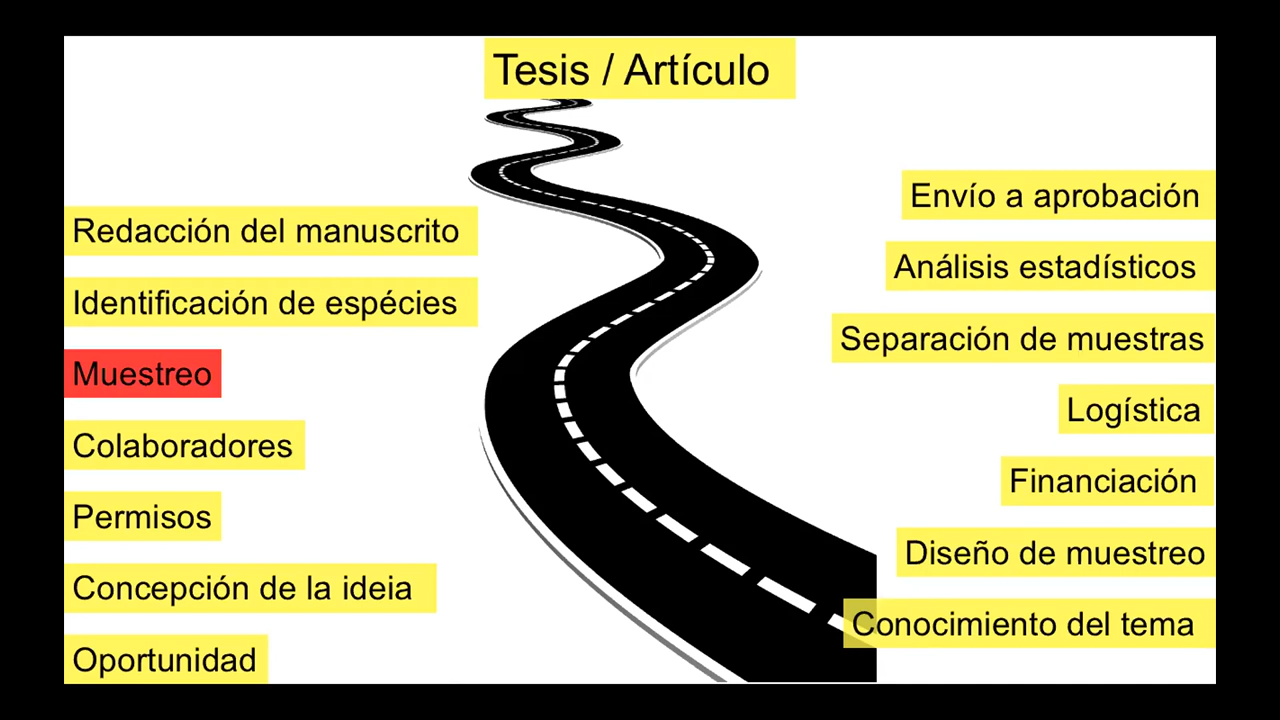 Tesis / Artículo
Redacción del manuscrito
Identificación de espécies
Muestreo
Colaboradores
Permisos
Concepción de la ideia
Oportunidad
Envío a aprobación
Análisis estadísticos
Separación de muestras
Logística
Financiación
Diseño de muestreo
Conocimiento del tema